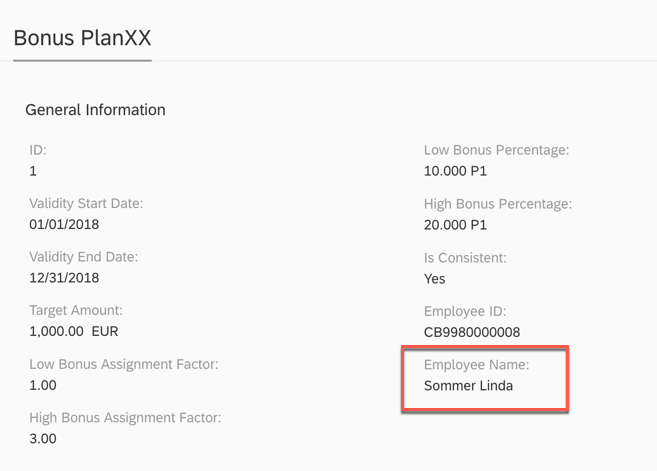 Bonus PlanXX
General Information
ID:
1
Validity Start Date:
01/01/2018
Validity End Date:
12/31/2018
Target Amount:
1,000.00 EUR
Low Bonus Assignment Factor:
1.00
High Bonus Assignment Factor:
3.00
Low Bonus Percentage:
10.000 P1
High Bonus Percentage:
20.000 P1
Is Consistent:
Yes
Employee ID:
CB9980000008
Employee Name:
Sommer Linda